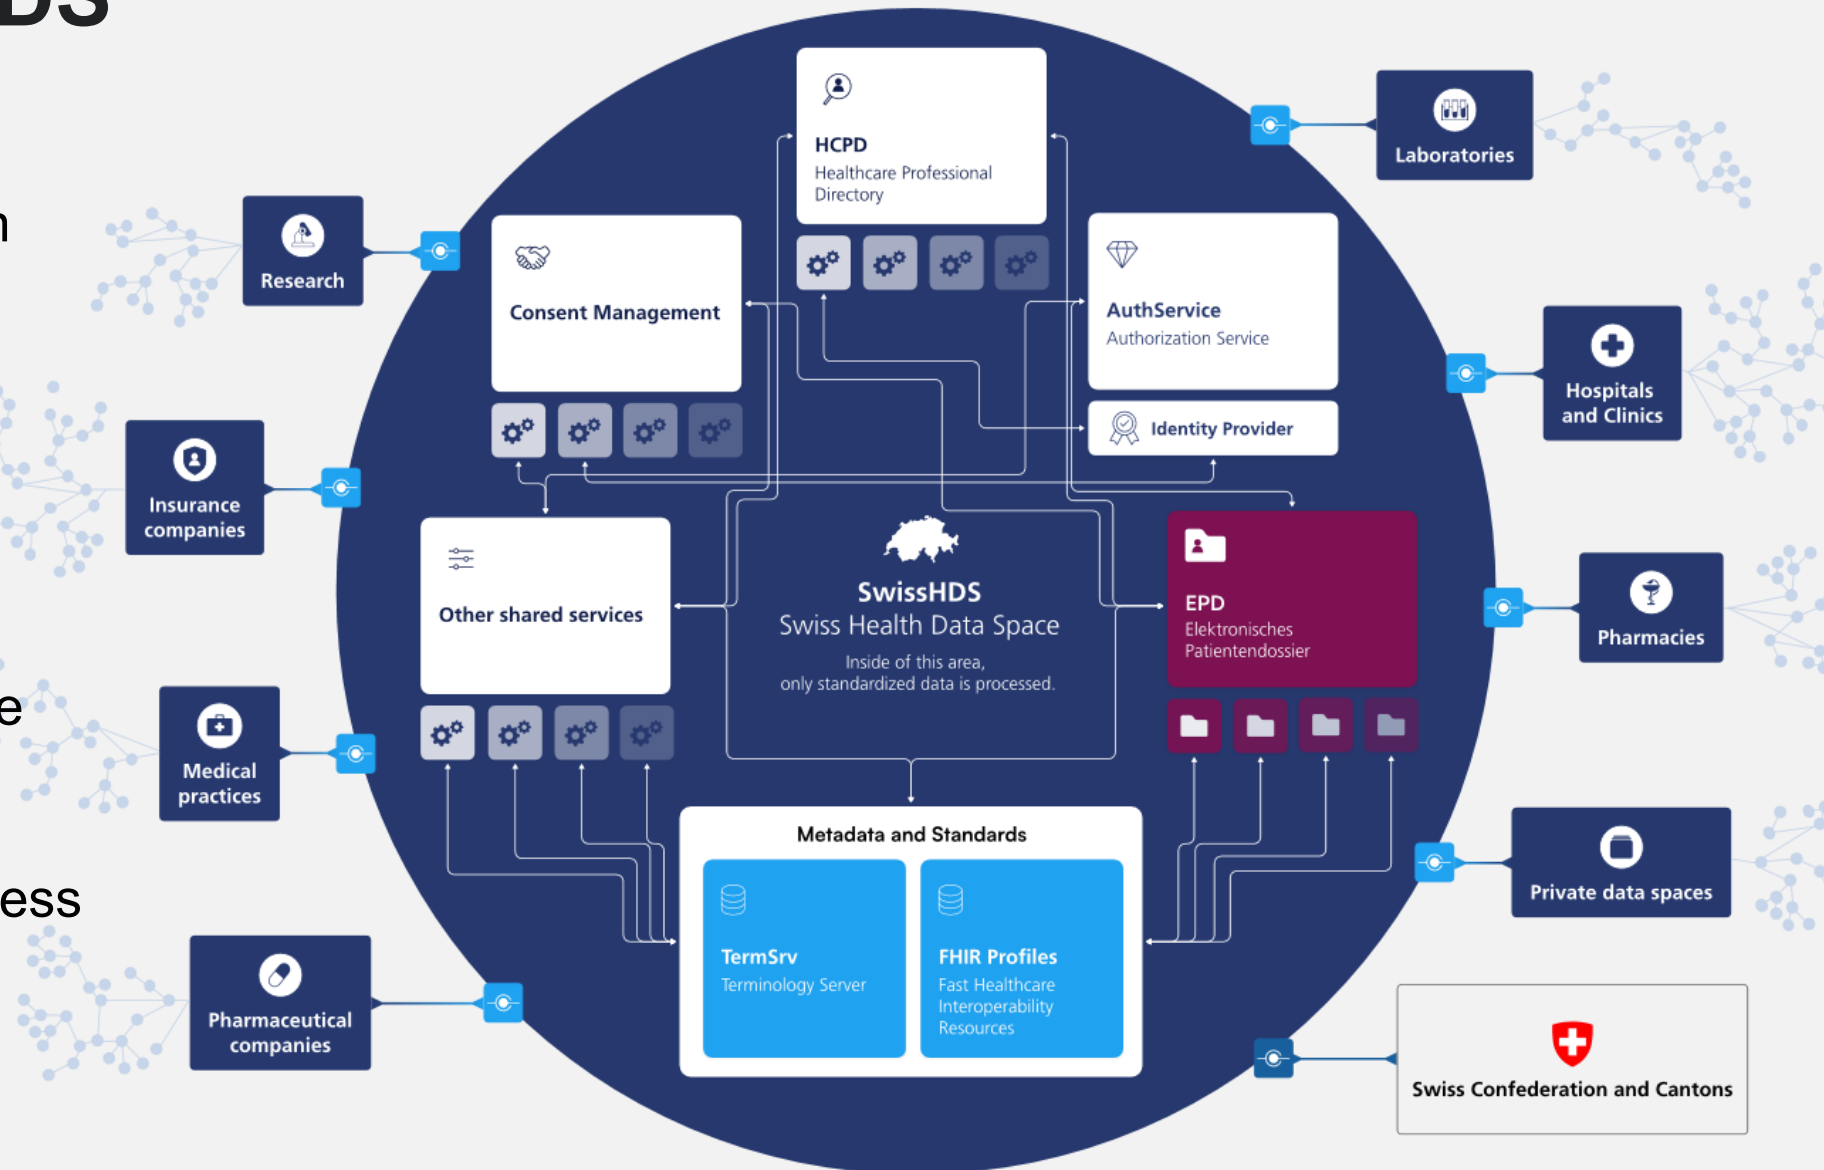 DS
HCPD
Healthcare Professional
Directory
Laboratories
n
Research
Consent Management
AuthService
Authorization Service
Hospitals
and Clinics
Identity Provider
Insurance
companies
Other shared services
SwissHDS
Swiss Health Data Space
Inside of this area,
only standardized data is processed.
EPD
Elektronisches
Patientendossier
Pharmacies
e
Medical
practices
Metadata and Standards
TermSrv
Terminology Server
FHIR Profiles
Fast Healthcare
Interoperability
Resources
Private data spaces
ess
Pharmaceutical
companies
Swiss Confederation and Cantons